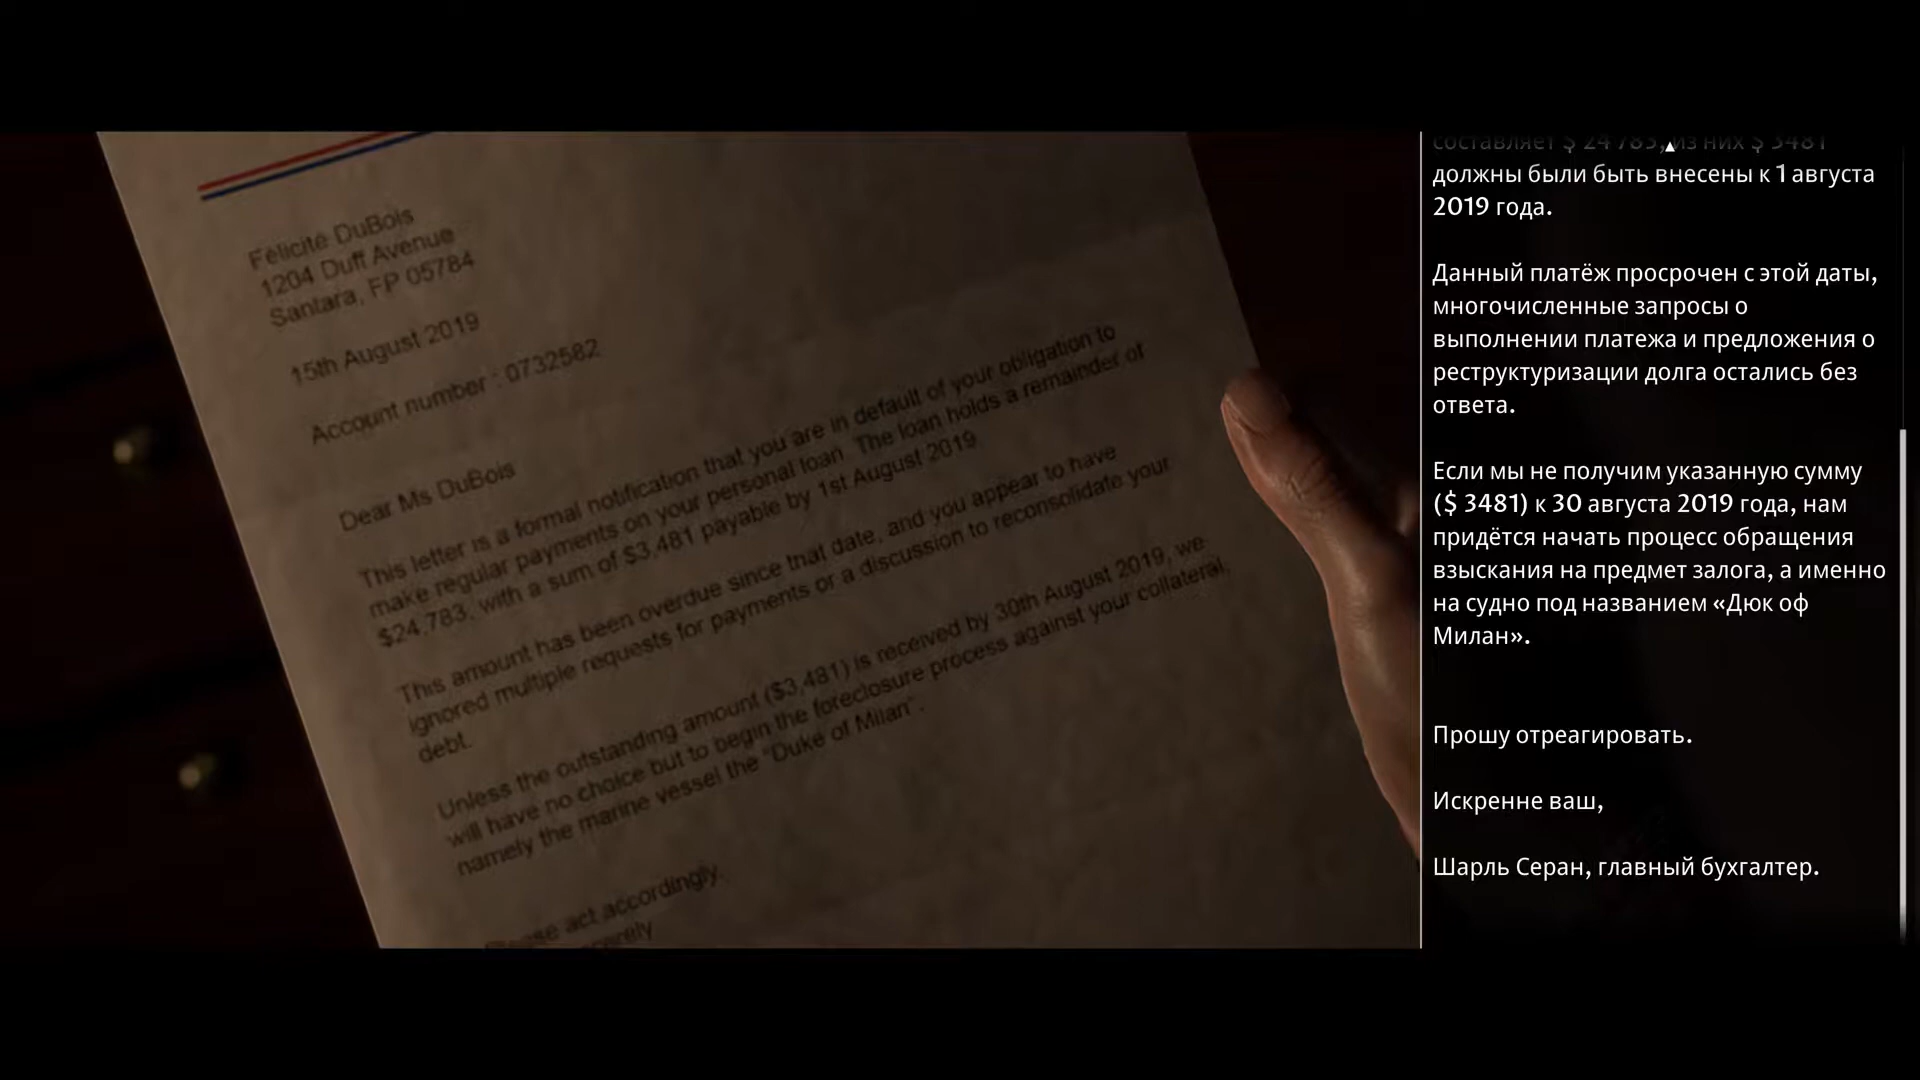 Félicité DuBois
1204 Duff Avenue
Santara, FP 05784
15th August 2019
Account number : 0732582
Dear Ms DuBois
This letter is a formal notification that you are in default of your obligation to
make regular payments on your personal loan. The loan holds a remainder of
$24,783, with a sum of $3,481 payable by 1st August 2019
This amount has been overdue since that date, and you appear to have
ignored multiple requests for payments or a discussion to reconsolidate your
debt.
Unless the outstanding amount ($3,481) is received by 30th August 2019, we
will have no choice but to begin the foreclosure process against your collateral,
namely the marine vessel the "Duke of Milan".
Please act accordingly.
составляет $ 24 783, из них $ 3481
должны были быть внесены к 1 августа
2019 года.
Данный платёж просрочен с этой даты,
многочисленные запросы о
выполнении платежа и предложения о
реструктуризации долга остались без
ответа.
Если мы не получим указанную сумму
($ 3481) к 30 августа 2019 года, нам
придётся начать процесс обращения
взыскания на предмет залога, а именно
на судно под названием «Дюк оф
Милан».
Прошу отреагировать.
Искренне ваш,
Шарль Серан, главный бухгалтер.